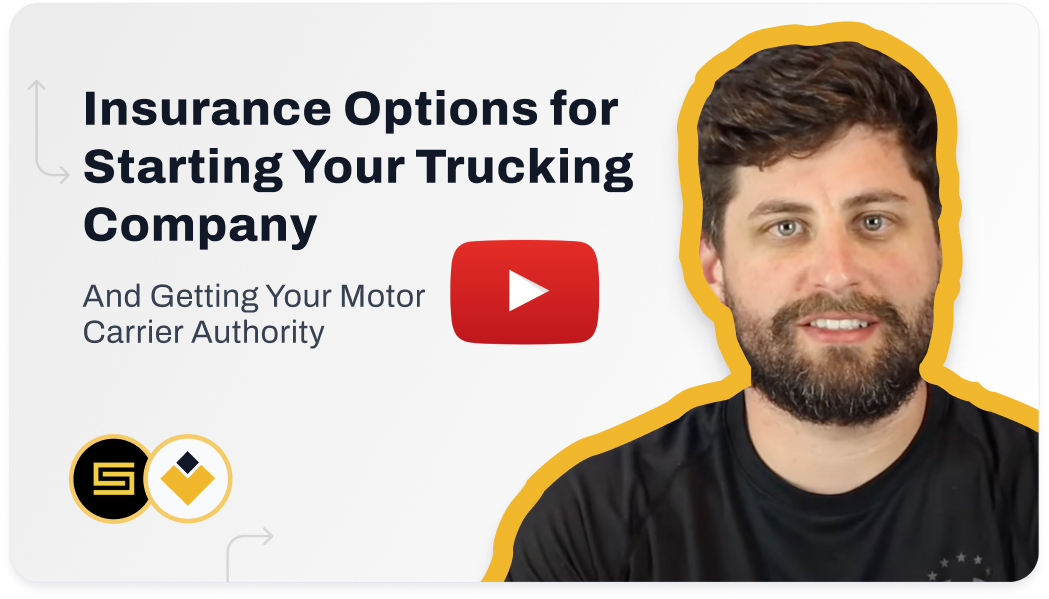 Insurance Options for
Starting Your Trucking
Company
And Getting Your Motor
Carrier Authority